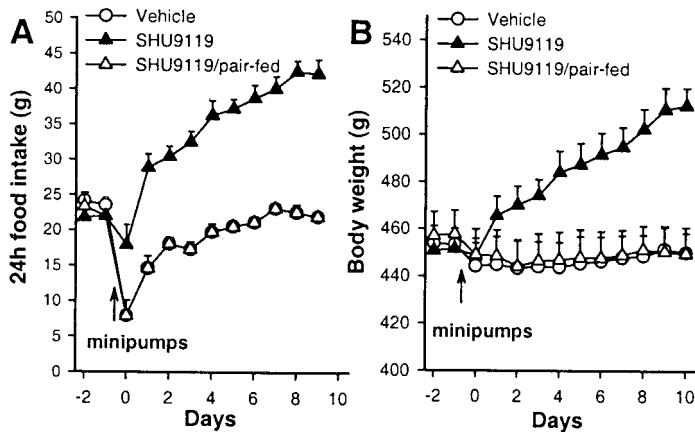 A
Vehicle
SHU9119
SHU9119/pair-fed
24h food intake (g)
50
45
40
35
30
25
20
15
10
5
0
minipumps
-2 0 2 4 6 8 10
Days
B
Vehicle
SHU9119
SHU9119/pair-fed
Body weight (g)
540
520
500
480
460
440
420
400
minipumps
-2 0 2 4 6 8 10
Days